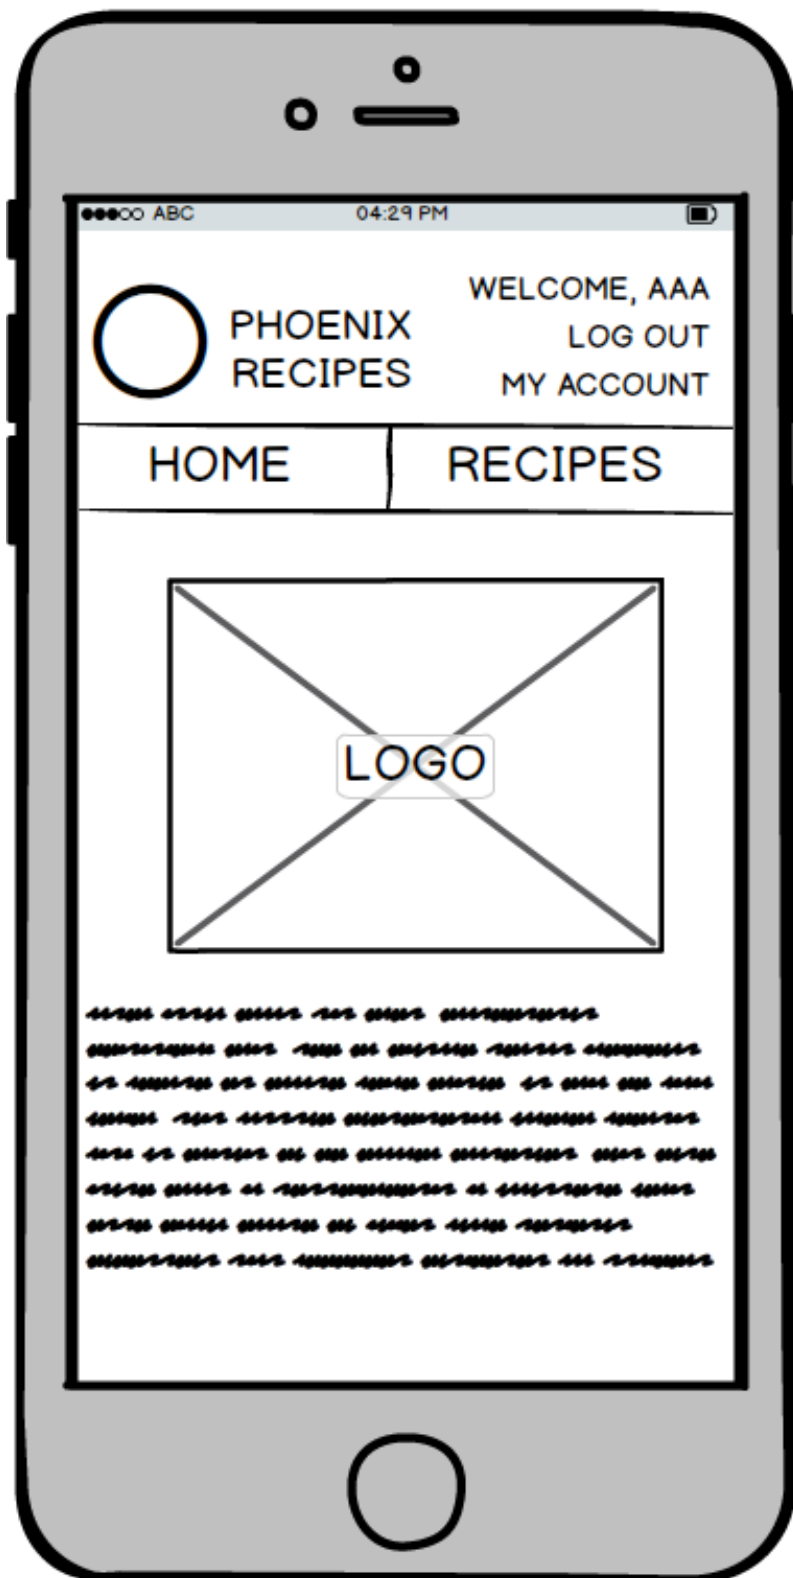 ABC 04:29 PM
PHOENIX
RECIPES
WELCOME, AAA
LOG OUT
MY ACCOUNT
HOME RECIPES
LOGO